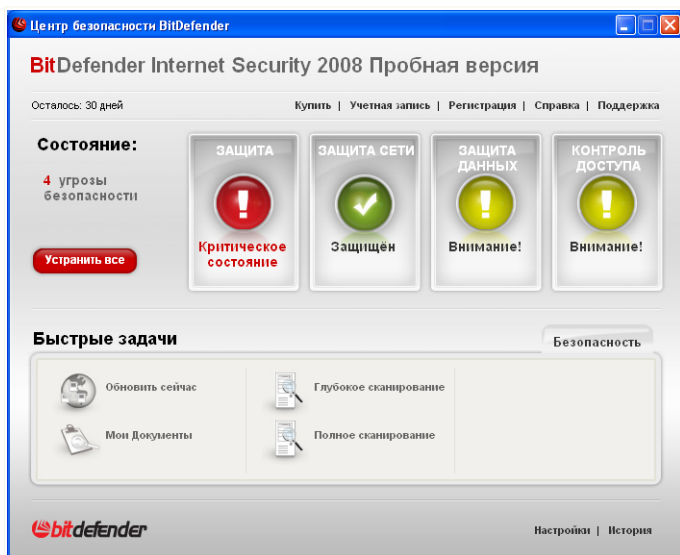 Центр безопасности BitDefender
BitDefender Internet Security 2008 Пробная версия
Осталось: 30 дней
Купить | Учетная запись | Регистрация | Справка | Поддержка
Состояние:
4 угрозы
безопасности
Устранить все
ЗАЩИТА
Критическое
состояние
ЗАЩИТА СЕТИ
Защищён
ЗАЩИТА
ДАННЫХ
Внимание!
КОНТРОЛЬ
ДОСТУПА
Внимание!
Быстрые задачи
Безопасность
Обновить сейчас
Глубокое сканирование
Мои Документы
Полное сканирование
bitdefender
Настройки | История